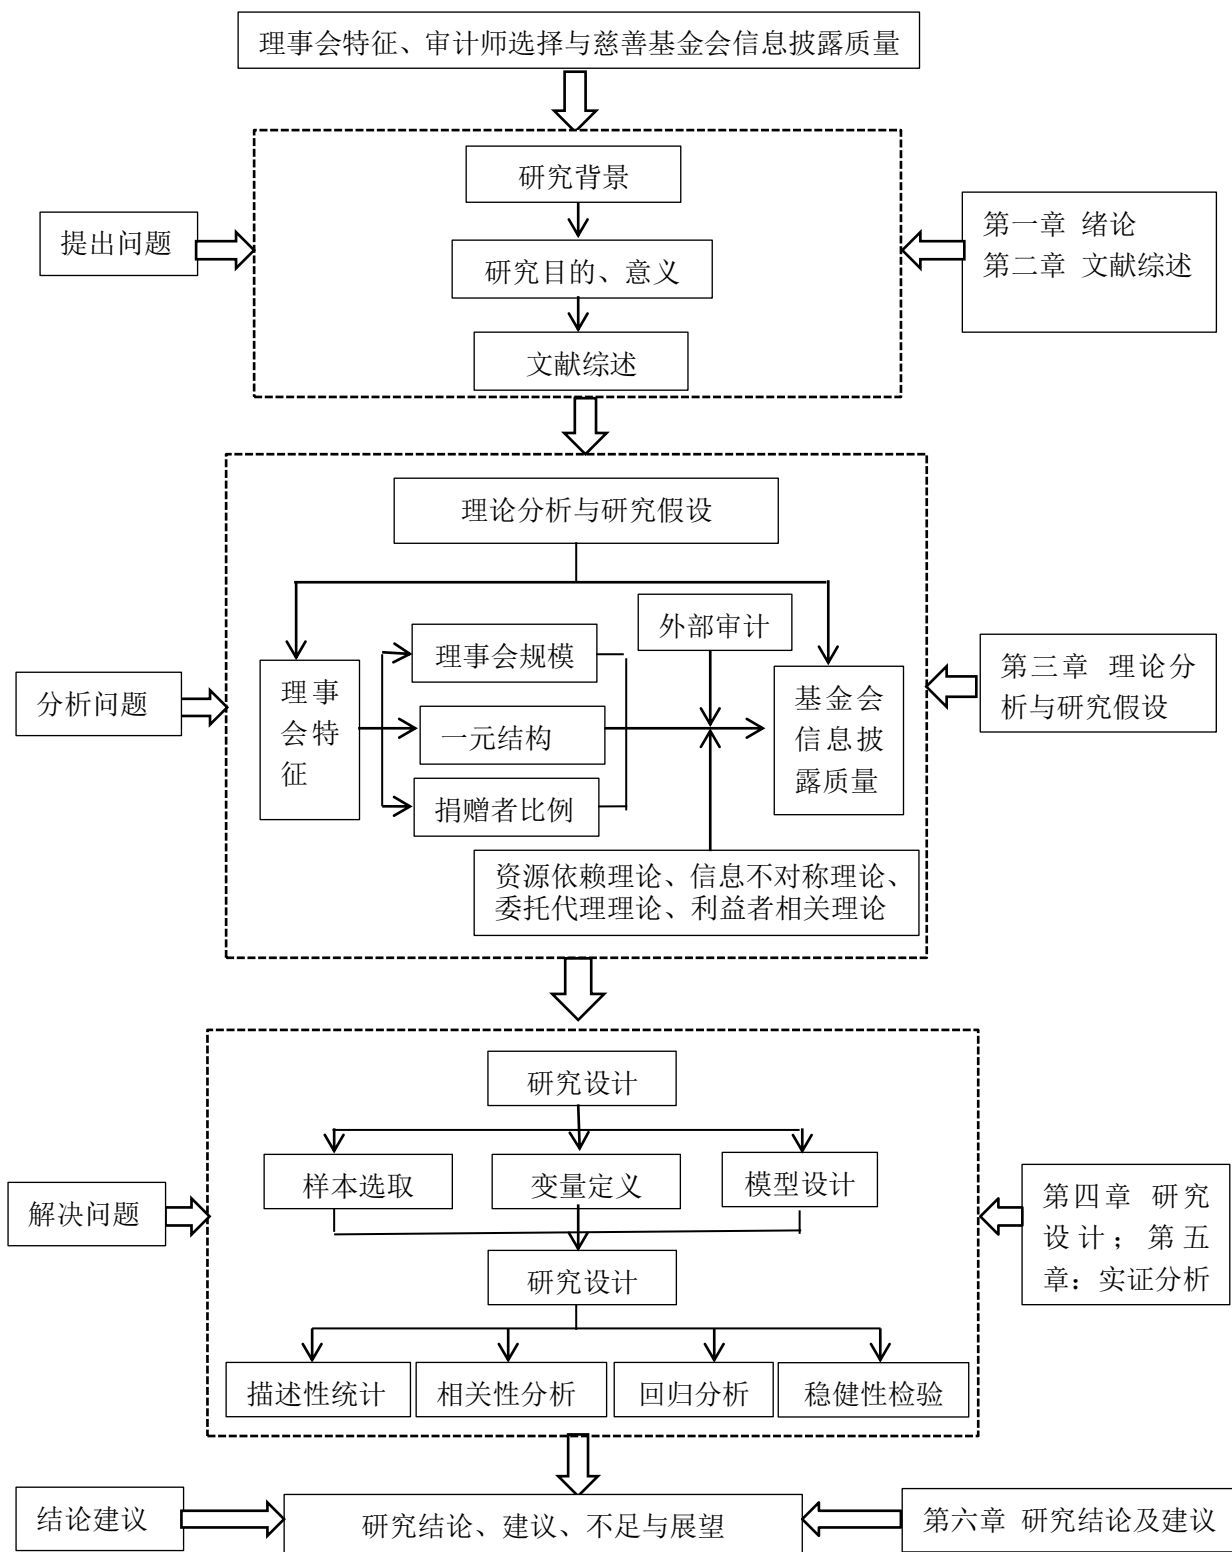 理事会特征、审计师选择与慈善基金会信息披露质量
研究背景
提出问题
研究目的、意义
第一章 绪论
第二章 文献综述
文献综述
理论分析与研究假设
外部审计
理事会规模
分析问题
理事
会特
征
一元结构
基金会
信息披
露质量
第三章 理论分
析与研究假设
捐赠者比例
资源依赖理论、信息不对称理论、
委托代理理论、利益者相关理论
研究设计
样本选取
变量定义
模型设计
解决问题
第四章 研究
设计；第五
章：实证分析
研究设计
描述性统计
相关性分析
回归分析
稳健性检验
结论建议
研究结论、建议、不足与展望
第六章 研究结论及建议